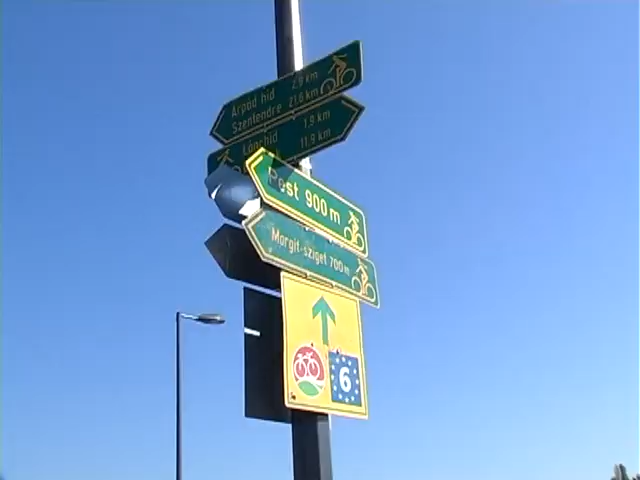 Árpád híd 2,9 km
Szentendre 21,6 km
Lánchíd 1,9 km
11,9 km
Pest 900 m
Margit-sziget 700 m
6